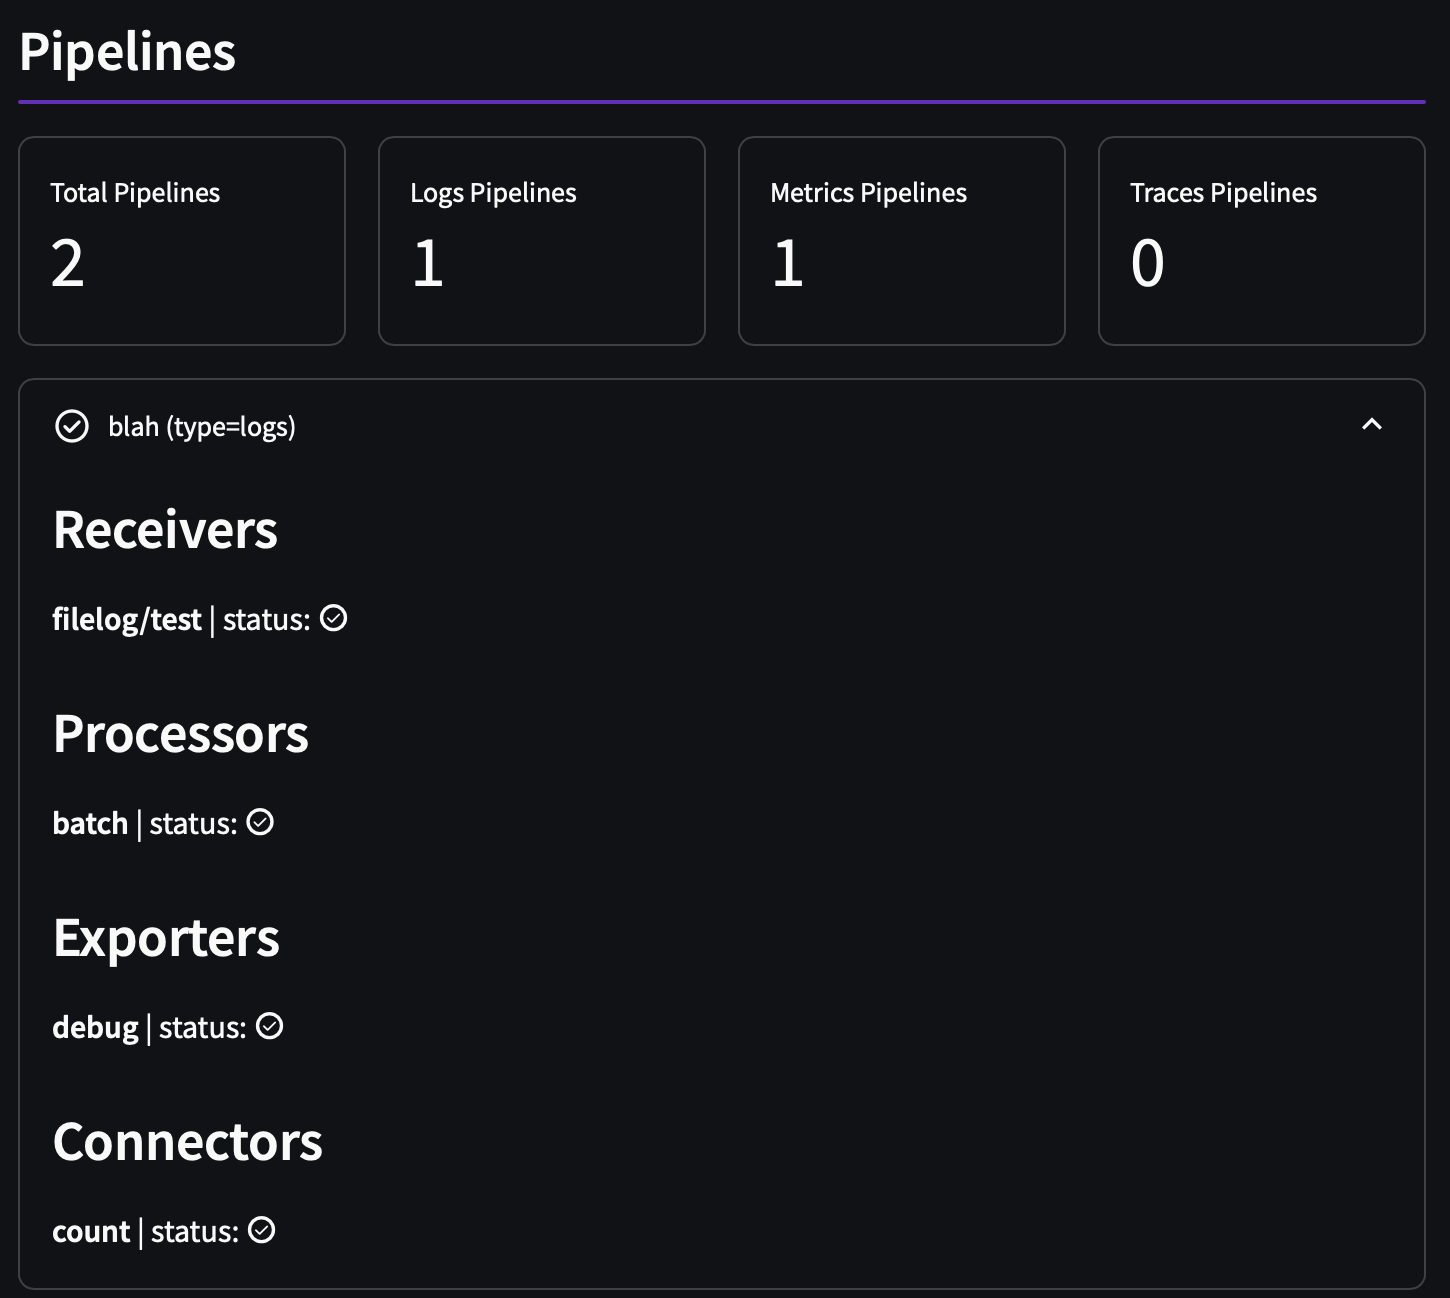 Pipelines
Total Pipelines
2
Logs Pipelines
1
Metrics Pipelines
1
Traces Pipelines
0
blah (type=logs)
Receivers
filelog/test | status:
Processors
batch | status:
Exporters
debug | status:
Connectors
count | status: